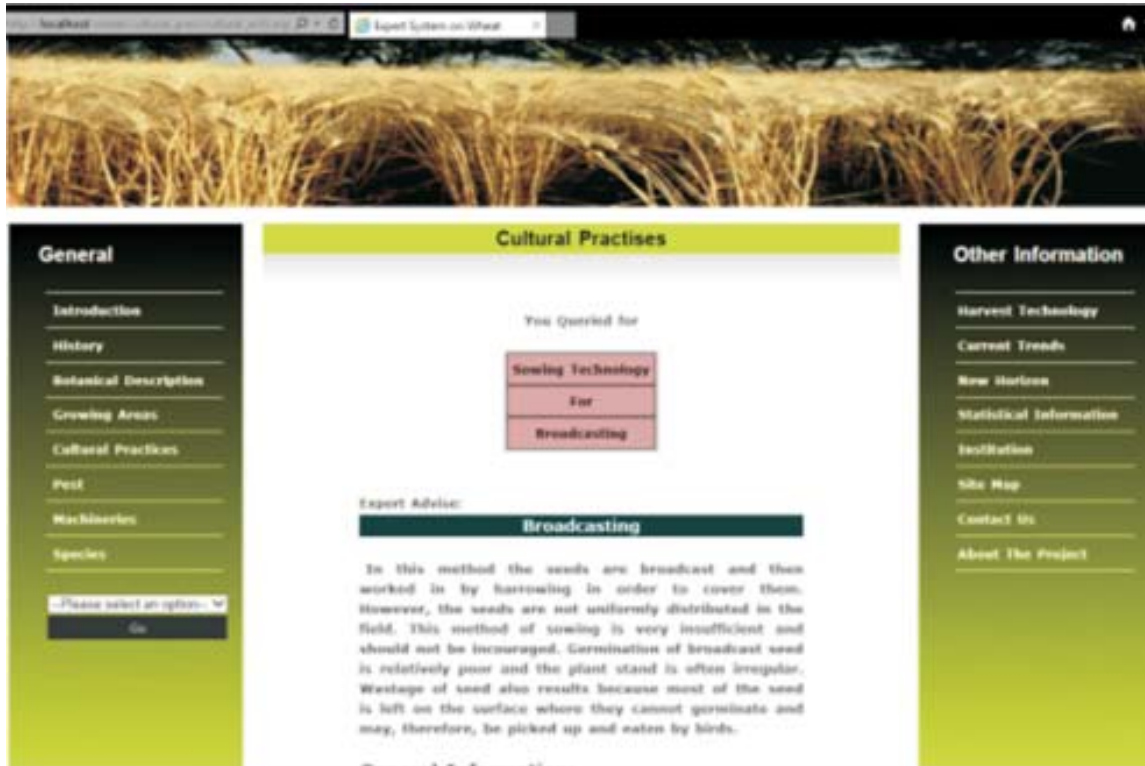 localhost
Expert System on Wheat
General
Introduction
History
Botanical Description
Growing Areas
Cultural Practices
Pest
Machineries
Species
--Please select an option--
Go
Cultural Practises
You Queried for
Sowing Technology
For
Broadcasting
Expert Advise:
Broadcasting
In this method the seeds are broadcast and then
worked in by harrowing in order to cover them.
However, the seeds are not uniformly distributed in the
field. This method of sowing is very insufficient and
should not be incouraged. Germination of broadcast seed
is relatively poor and the plant stand is often irregular.
Wastage of seed also results because most of the seed
is left on the surface where they cannot germinate and
may, therefore, be picked up and eaten by birds.
Other Information
Harvest Technology
Current Trends
New Horizon
Statistical Information
Institution
Site Map
Contact Us
About The Project